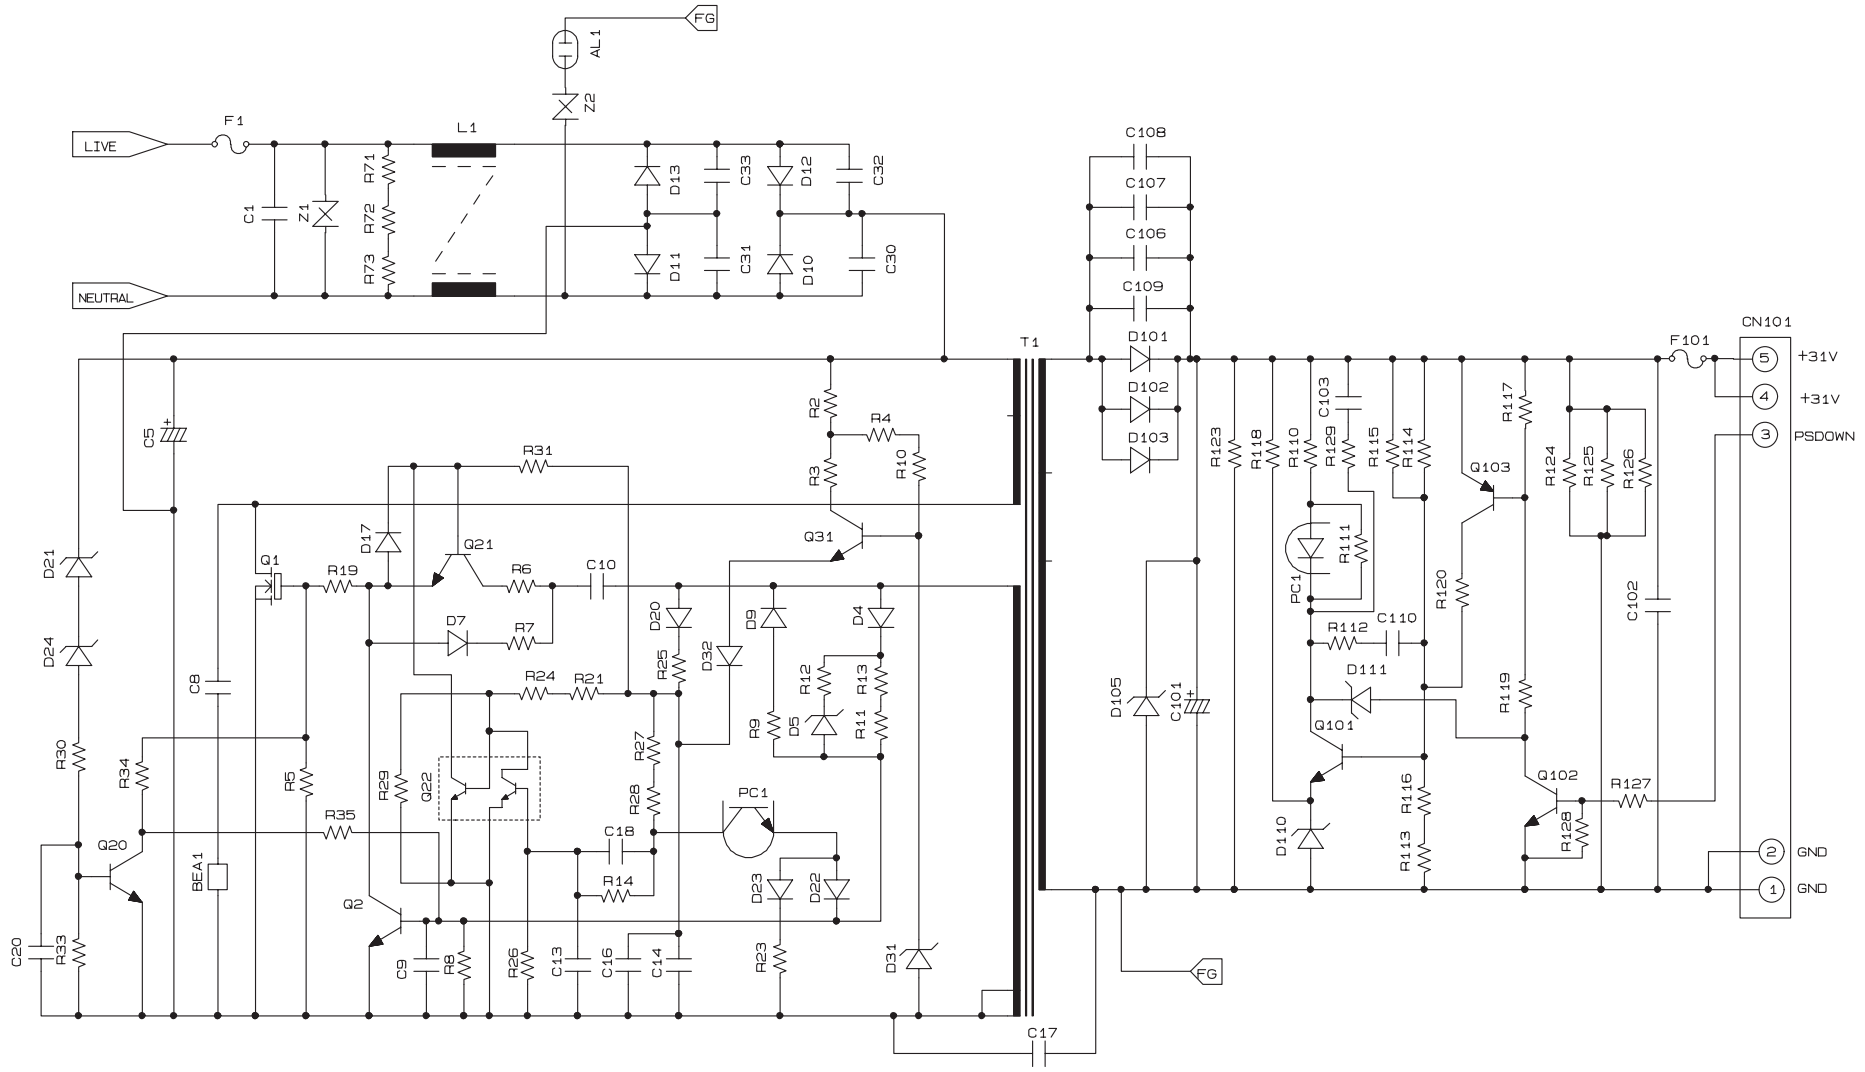 FG
AL1
Z2
F1
L1
LIVE
C1
Z1
R71
R72
R73
D13
C33
D12
C32
D11
C31
D10
C30
NEUTRAL
C108
C107
C106
C109
T1
D101
D102
D103
F101
CN101
5
+31V
4
+31V
3
PSDOWN
C5
R2
R4
R3
R10
R31
D17
Q21
Q31
D21
Q1
R19
R6
C10
D24
D7
R7
D20
R25
D32
D9
D4
R12
R13
R9
D5
R11
C8
R24
R21
R30
R34
R5
R29
Q22
R27
R28
PC1
R35
C18
R14
Q20
BEA1
D23
D22
Q2
C20
R33
C9
R8
R26
C13
C16
C14
R23
D31
C17
R123
R118
R110
C103
R129
R115
R114
Q103
R117
R124
R125
R126
PC1
R111
R120
C102
R112
C110
D111
R119
D105
C101
Q101
Q102
R127
R116
R128
D110
R113
2
GND
1
GND
FG